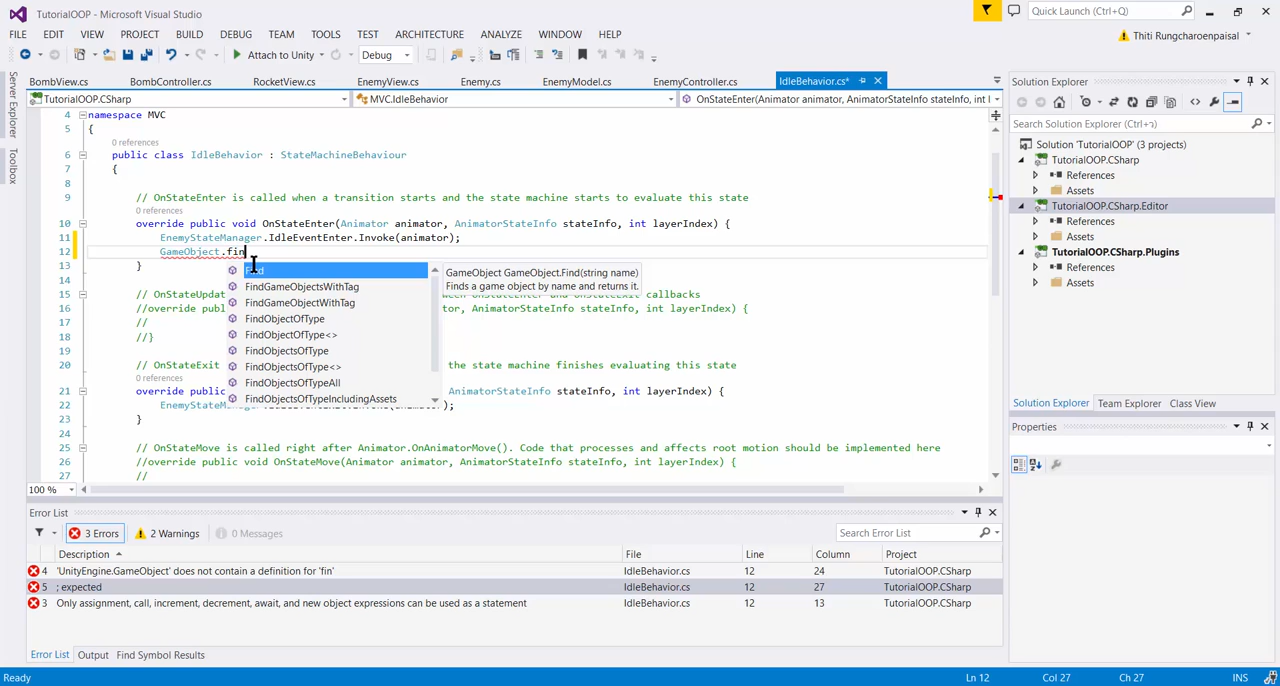 TutorialOOP - Microsoft Visual Studio
Quick Launch (Ctrl+Q)
FILE EDIT VIEW PROJECT BUILD DEBUG TEAM TOOLS TEST ARCHITECTURE ANALYZE WINDOW HELP
Thiti Rungcharoenpaisal
Attach to Unity Debug
BombView.cs BombController.cs RocketView.cs EnemyView.cs Enemy.cs EnemyModel.cs EnemyController.cs IdleBehavior.cs*
TutorialOOP.CSharp MVC.IdleBehavior OnStateEnter(Animator animator, AnimatorStateInfo stateInfo, int l
Server Explorer
Toolbox
4 namespace MVC
5 {
0 references
6 public class IdleBehavior : StateMachineBehaviour
7 {
8
9 // OnStateEnter is called when a transition starts and the state machine starts to evaluate this state
0 references
10 override public void OnStateEnter(Animator animator, AnimatorStateInfo stateInfo, int layerIndex) {
11 EnemyStateManager.IdleEventEnter.Invoke(animator);
12 GameObject.fin
13 }
14
15 // OnStateUpdat etween OnStateEnter and OnStateExit callbacks
16 //override publi tor, AnimatorStateInfo stateInfo, int layerIndex) {
17 //
18 //}
19
20 // OnStateExit the state machine finishes evaluating this state
0 references
21 override public AnimatorStateInfo stateInfo, int layerIndex) {
22 EnemyStateManager
23 }
24
25 // OnStateMove is called right after Animator.OnAnimatorMove(). Code that processes and affects root motion should be implemented here
26 //override public void OnStateMove(Animator animator, AnimatorStateInfo stateInfo, int layerIndex) {
27 //
Find
FindGameObjectsWithTag
FindGameObjectWithTag
FindObjectOfType
FindObjectOfType<>
FindObjectsOfType
FindObjectsOfType<>
FindObjectsOfTypeAll
FindObjectsOfTypeIncludingAssets
GameObject GameObject.Find(string name)
Finds a game object by name and returns it.
100 %
Solution Explorer
Search Solution Explorer (Ctrl+¬)
Solution 'TutorialOOP' (3 projects)
TutorialOOP.CSharp
References
Assets
TutorialOOP.CSharp.Editor
References
Assets
TutorialOOP.CSharp.Plugins
References
Assets
Solution Explorer Team Explorer Class View
Properties
Error List
3 Errors 2 Warnings 0 Messages Search Error List
Description File Line Column Project
4 'UnityEngine.GameObject' does not contain a definition for 'fin' IdleBehavior.cs 12 24 TutorialOOP.CSharp
5 ; expected IdleBehavior.cs 12 27 TutorialOOP.CSharp
3 Only assignment, call, increment, decrement, await, and new object expressions can be used as a statement IdleBehavior.cs 12 13 TutorialOOP.CSharp
Error List Output Find Symbol Results
Ready Ln 12 Col 27 Ch 27 INS